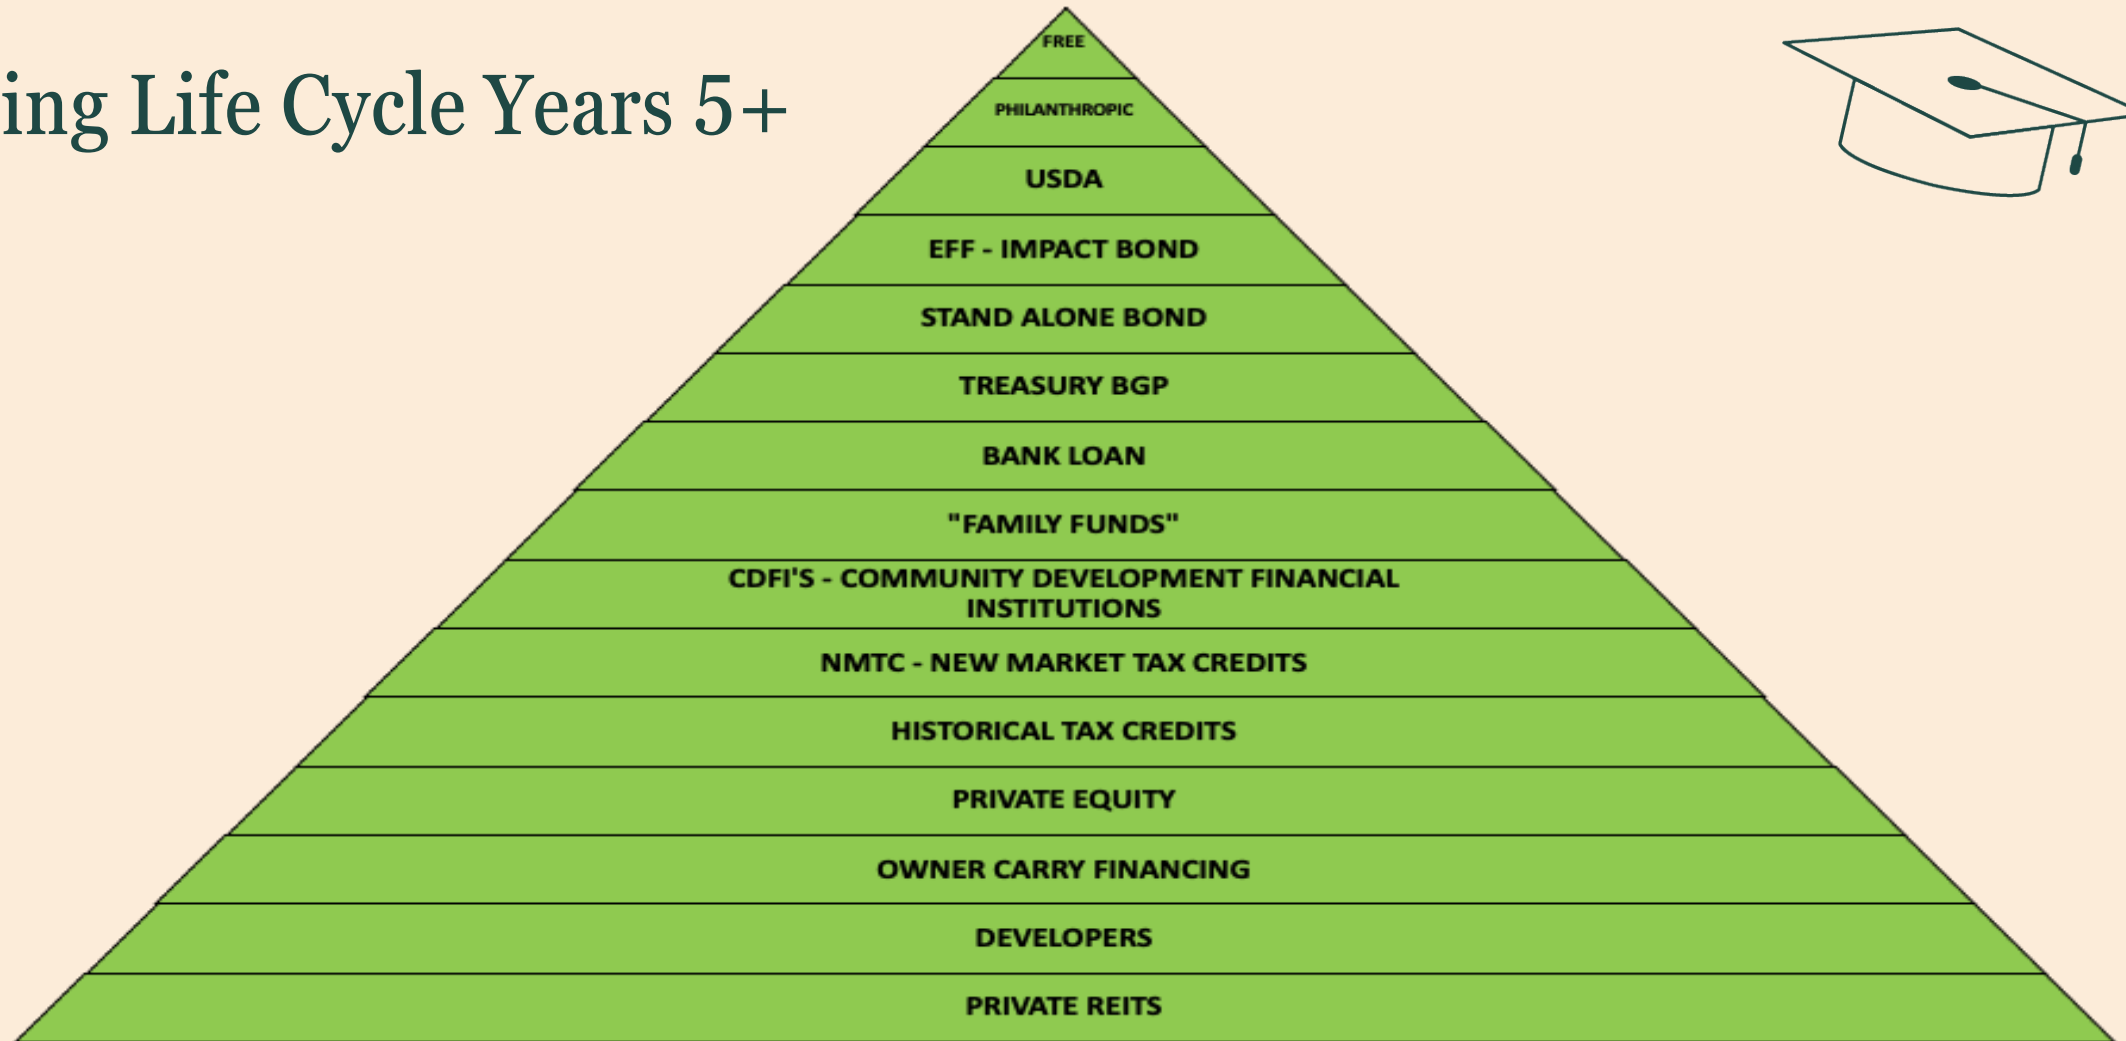 ing Life Cycle Years 5+
FREE
PHILANTHROPIC
USDA
EFF - IMPACT BOND
STAND ALONE BOND
TREASURY BGP
BANK LOAN
"FAMILY FUNDS"
CDFI'S - COMMUNITY DEVELOPMENT FINANCIAL
INSTITUTIONS
NMTC - NEW MARKET TAX CREDITS
HISTORICAL TAX CREDITS
PRIVATE EQUITY
OWNER CARRY FINANCING
DEVELOPERS
PRIVATE REITS